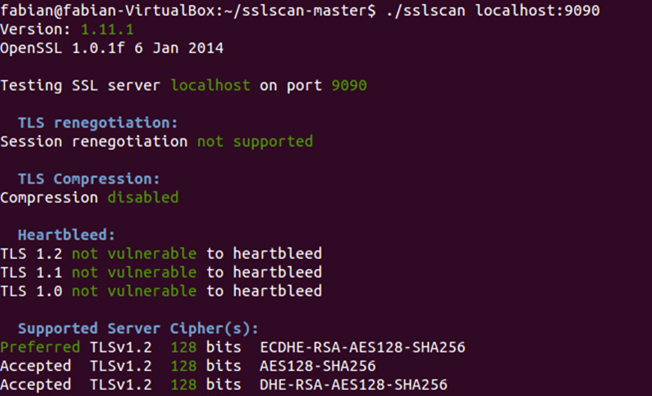 fabian@fabian-VirtualBox:~/sslscan-master$ ./sslscan localhost:9090
Version: 1.11.1
OpenSSL 1.0.1f 6 Jan 2014
Testing SSL server localhost on port 9090
TLS renegotiation:
Session renegotiation not supported
TLS Compression:
Compression disabled
Heartbleed:
TLS 1.2 not vulnerable to heartbleed
TLS 1.1 not vulnerable to heartbleed
TLS 1.0 not vulnerable to heartbleed
Supported Server Cipher(s):
Preferred TLSv1.2 128 bits ECDHE-RSA-AES128-SHA256
Accepted TLSv1.2 128 bits AES128-SHA256
Accepted TLSv1.2 128 bits DHE-RSA-AES128-SHA256